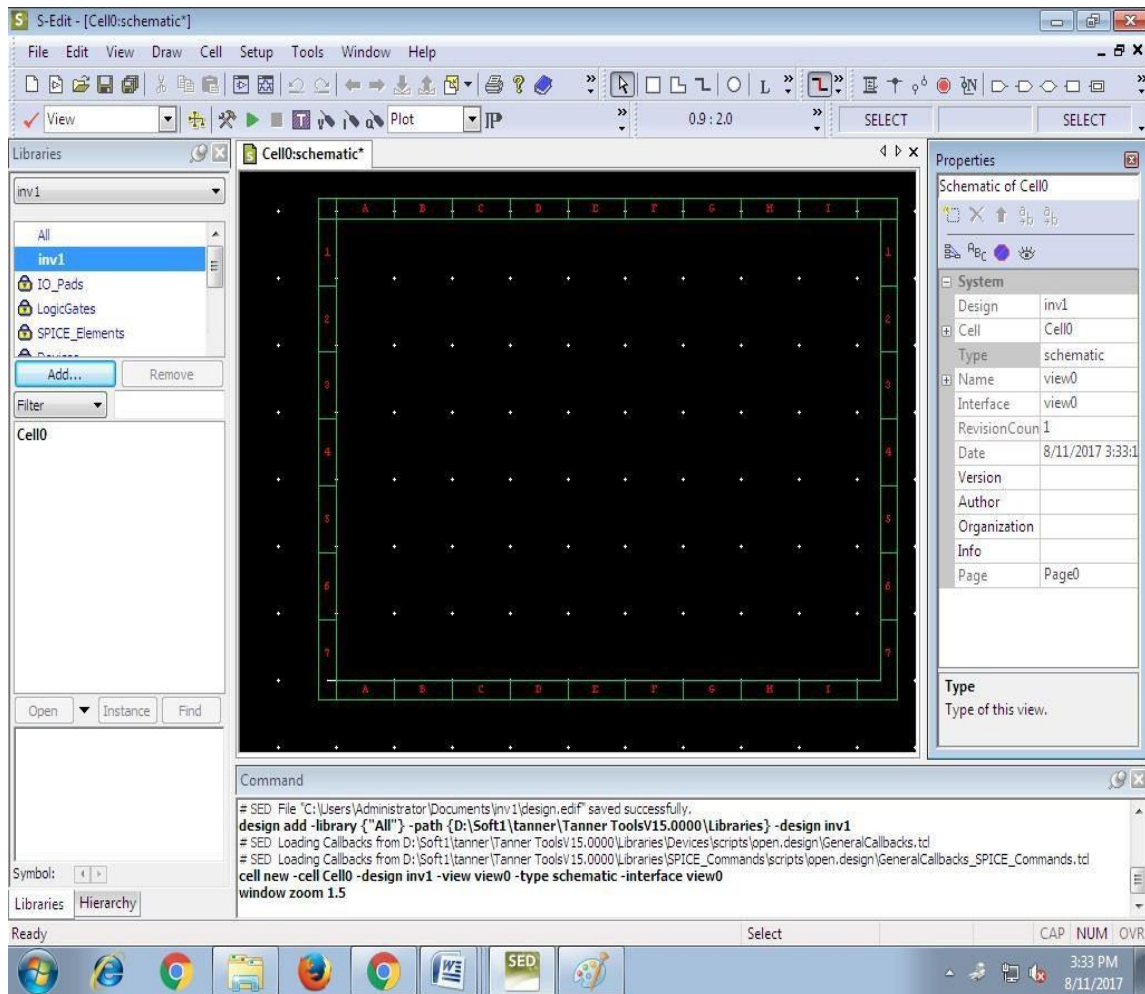 S-Edit - [Cell0:schematic*]
File Edit View Draw Cell Setup Tools Window Help
View
Plot
0.9 : 2.0
SELECT
SELECT
Libraries
Cell0:schematic*
Properties
inv1
Schematic of Cell0
All
inv1
IO_Pads
LogicGates
SPICE_Elements
Add...
Remove
Filter
Cell0
A B C D E F G H I
1 1
2 2
3 3
4 4
5 5
6 6
7 7
A B C D E F G H I
System
Design inv1
Cell Cell0
Type schematic
Name view0
Interface view0
RevisionCoun 1
Date 8/11/2017 3:33:1
Version
Author
Organization
Info
Page Page0
Type
Type of this view.
Open
Instance
Find
Symbol:
Libraries Hierarchy
Command
# SED File "C:\Users\Administrator\Documents\inv1\design.edif" saved successfully.
design add -library {"All"} -path {D:\Soft1\tanner\Tanner ToolsV15.0000\Libraries} -design inv1
# SED Loading Callbacks from D:\Soft1\tanner\Tanner ToolsV15.0000\Libraries\Devices\scripts\open.design\GeneralCallbacks.tcl
# SED Loading Callbacks from D:\Soft1\tanner\Tanner ToolsV15.0000\Libraries\SPICE_Commands\scripts\open.design\GeneralCallbacks_SPICE_Commands.tcl
cell new -cell Cell0 -design inv1 -view view0 -type schematic -interface view0
window zoom 1.5
Ready
Select
CAP NUM OVR
SED
3:33 PM
8/11/2017